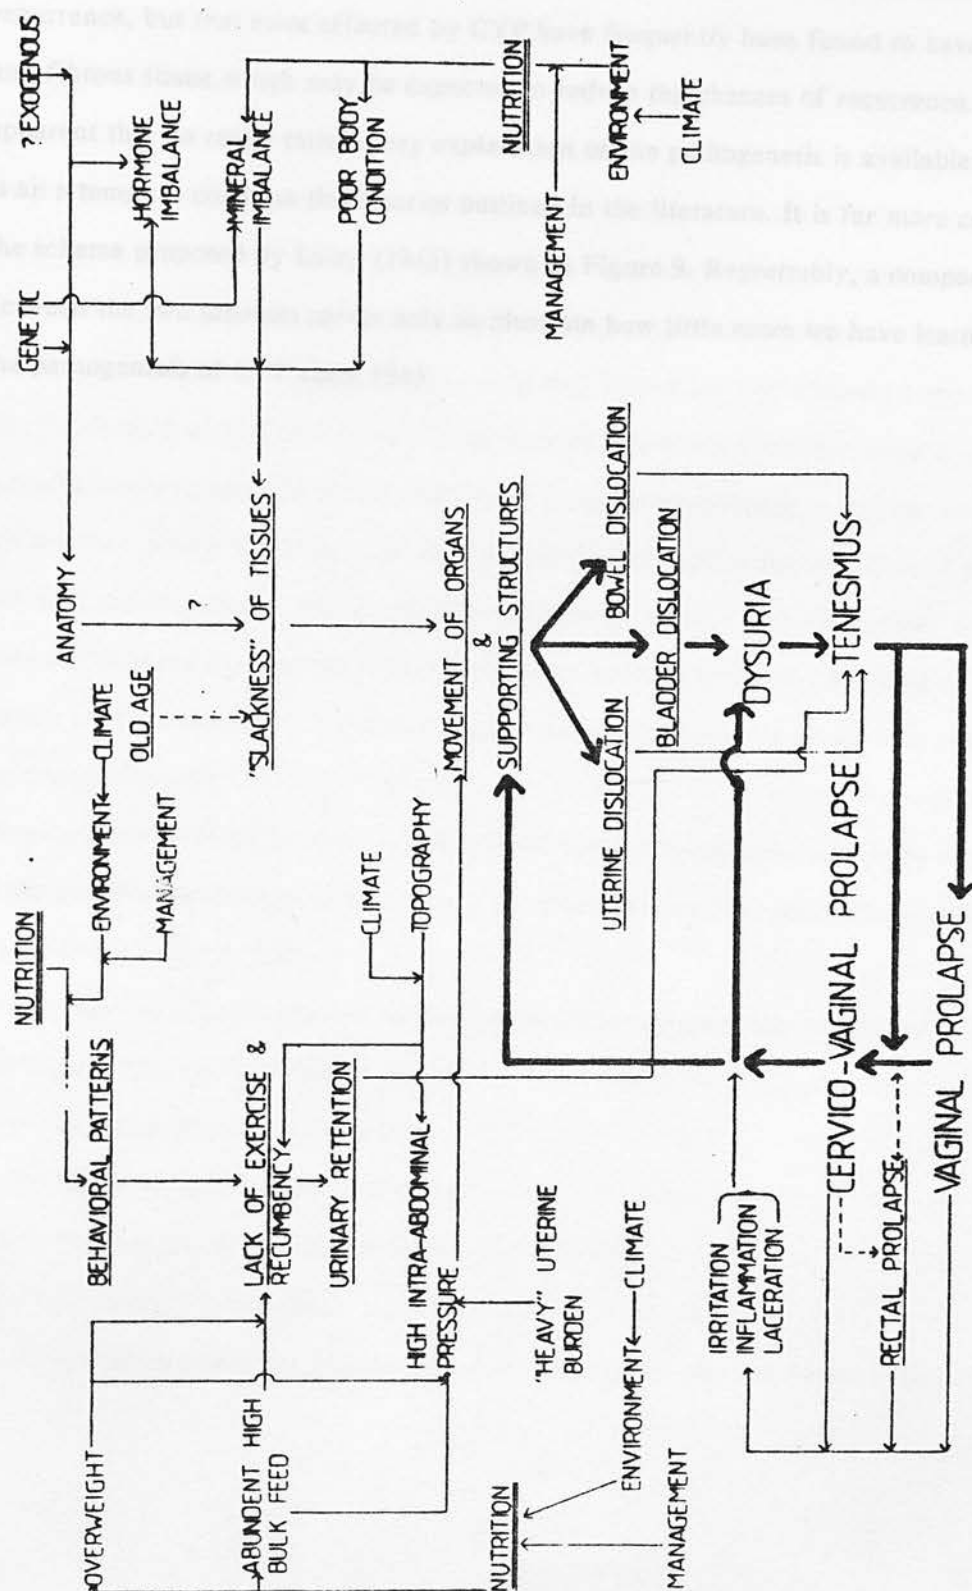 GENETIC
? EXOGENOUS
NUTRITION
ANATOMY
OVERWEIGHT
BEHAVIORAL PATTERNS
ENVIRONMENT
CLIMATE
OLD AGE
MANAGEMENT
?
HORMONE
IMBALANCE
ABUNDENT HIGH
BULK FEED
LACK OF EXERCISE &
RECUMBENCY
"SLACKNESS" OF TISSUES
MINERAL
IMBALANCE
URINARY RETENTION
POOR BODY
CONDITION
CLIMATE
HIGH INTRA-ABDOMINAL
PRESSURE
TOPOGRAPHY
MOVEMENT OF ORGANS
&
SUPPORTING STRUCTURES
NUTRITION
NUTRITION
"HEAVY" UTERINE
BURDEN
MANAGEMENT
UTERINE DISLOCATION
BOWEL DISLOCATION
ENVIRONMENT
CLIMATE
ENVIRONMENT
BLADDER DISLOCATION
CLIMATE
MANAGEMENT
IRRITATION
INFLAMMATION
LACERATION
DYSURIA
CERVICO-VAGINAL PROLAPSE
TENESMUS
RECTAL PROLAPSE
VAGINAL PROLAPSE